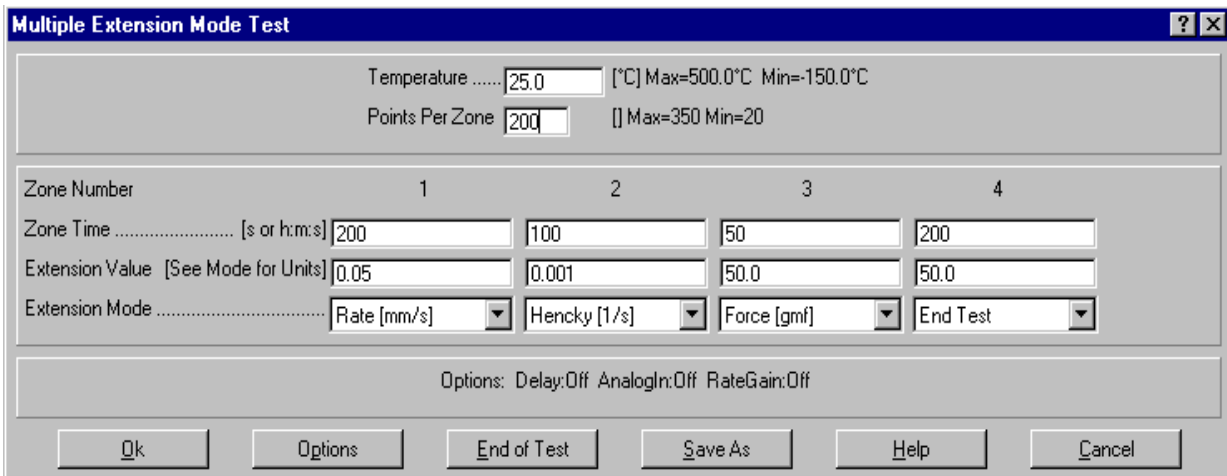 Multiple Extension Mode Test
Temperature ...... 25.0 [°C] Max=500.0°C Min=-150.0°C
Points Per Zone 200 [] Max=350 Min=20
Zone Number 1 2 3 4
Zone Time ........................ [s or h:m:s] 200 100 50 200
Extension Value [See Mode for Units] 0.05 0.001 50.0 50.0
Extension Mode .................................. Rate [mm/s] Hencky [1/s] Force [gmf] End Test
Options: Delay:Off AnalogIn:Off RateGain:Off
Ok Options End of Test Save As Help Cancel